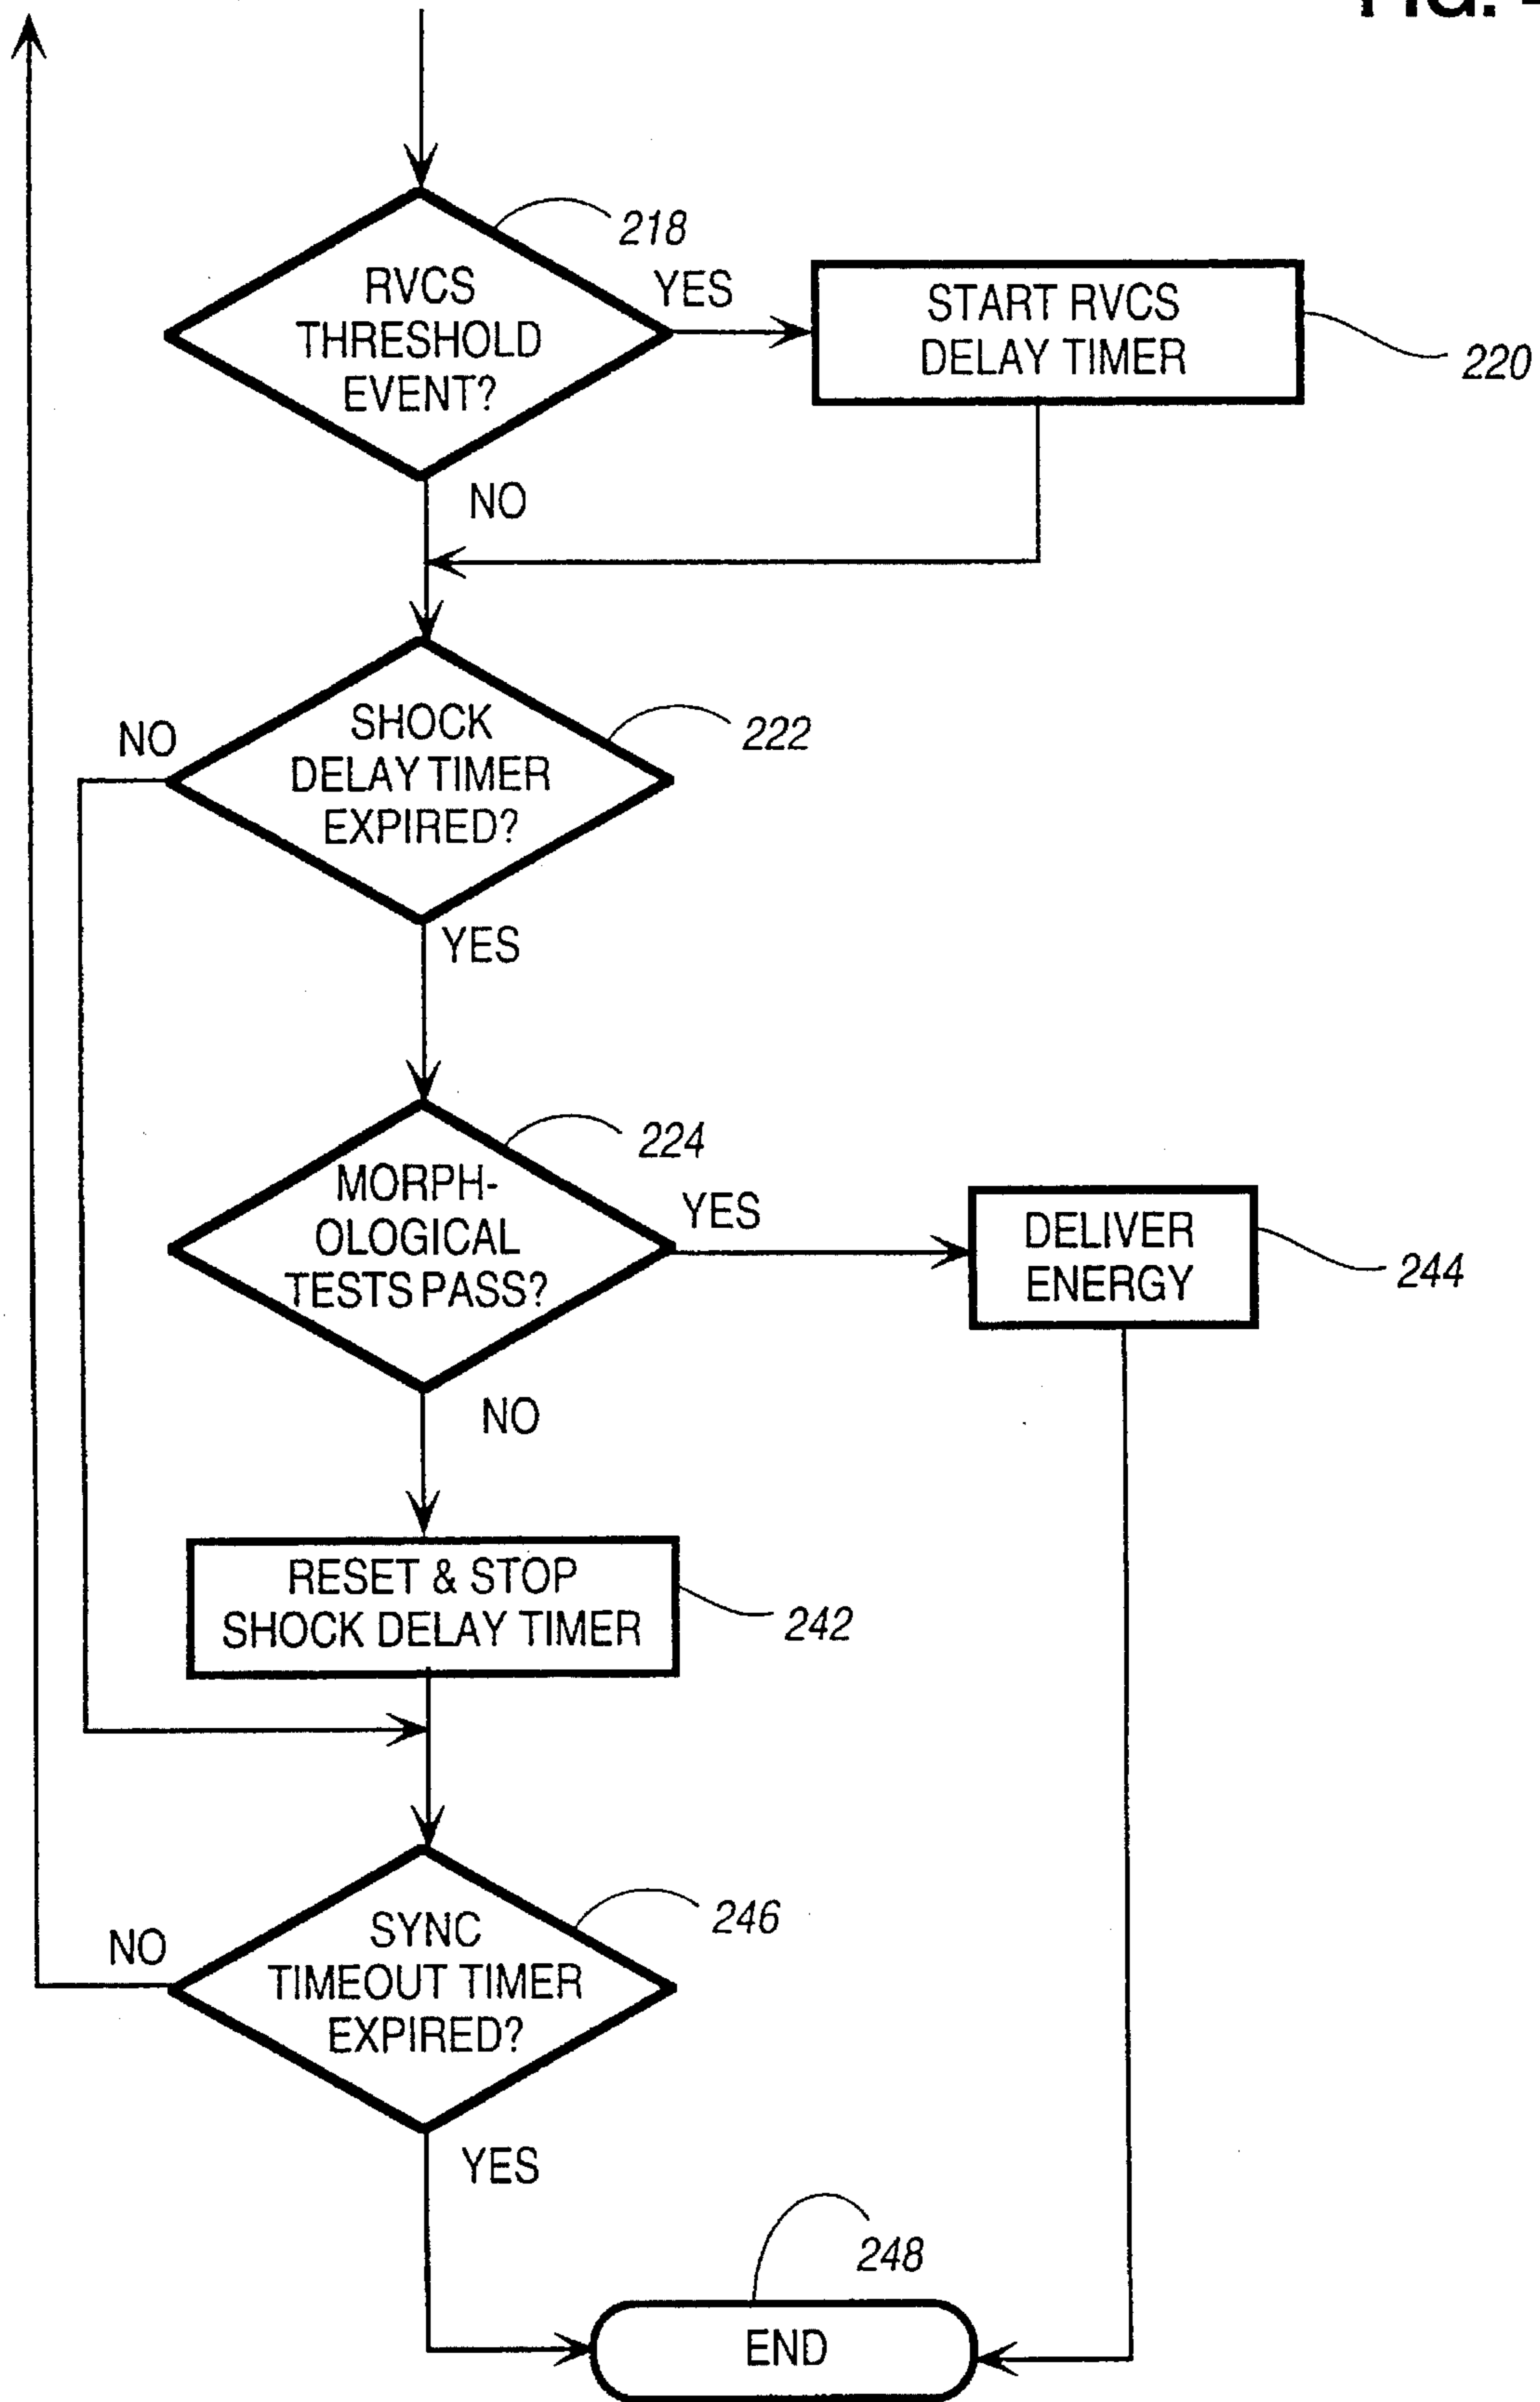 218
RVCS
THRESHOLD
EVENT?
YES
START RVCS
DELAY TIMER
220
NO
SHOCK
DELAY TIMER
EXPIRED?
222
NO
YES
MORPH-
OLOGICAL
TESTS PASS?
224
YES
DELIVER
ENERGY
244
NO
RESET & STOP
SHOCK DELAY TIMER
242
SYNC
TIMEOUT TIMER
EXPIRED?
246
NO
YES
248
END